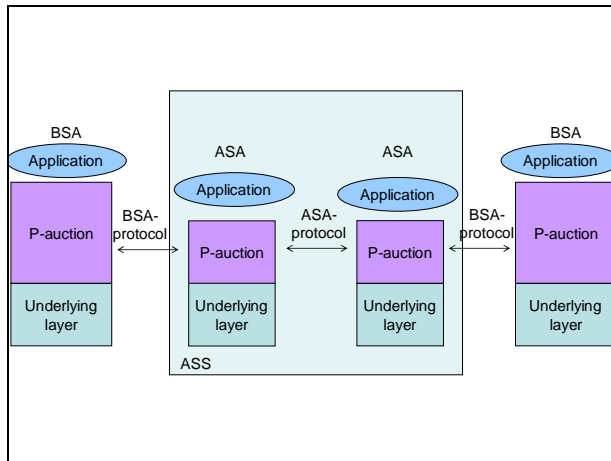 BSA
BSA
ASA
ASA
Application
Application
Application
Application
BSA-
protocol
ASA-
protocol
BSA-
protocol
P-auction
P-auction
P-auction
P-auction
Underlying
layer
Underlying
layer
Underlying
layer
Underlying
layer
ASS